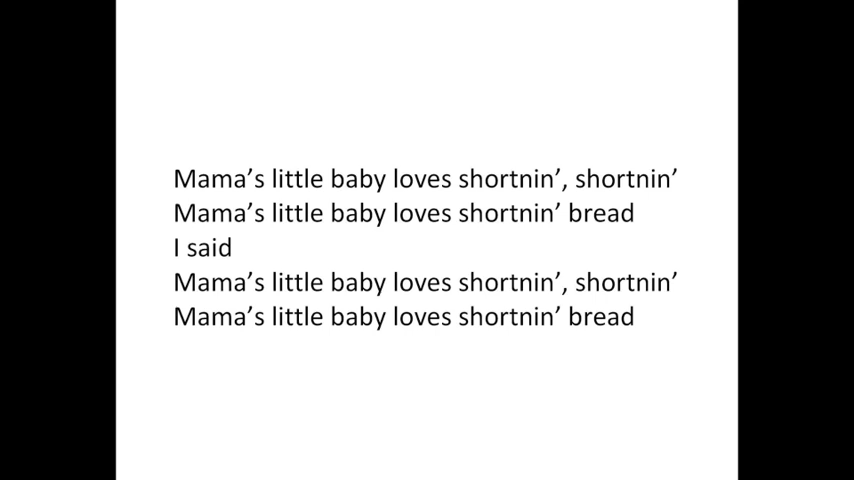 Mama’s little baby loves shortnin’, shortnin’
Mama’s little baby loves shortnin’ bread
I said
Mama’s little baby loves shortnin’, shortnin’
Mama’s little baby loves shortnin’ bread